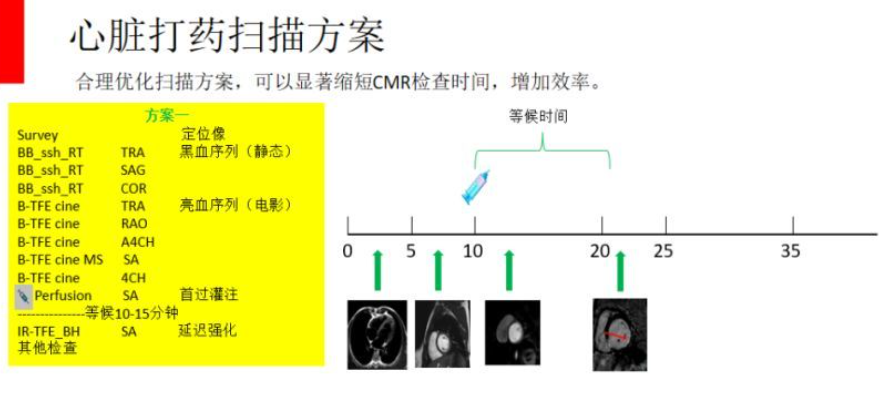 心脏打药扫描方案
合理优化扫描方案，可以显著缩短CMR检查时间，增加效率。
方案一
Survey 定位像
BB_ssh_RT TRA 黑血序列（静态）
BB_ssh_RT SAG
BB_ssh_RT COR
B-TFE cine TRA 亮血序列（电影）
B-TFE cine RAO
B-TFE cine A4CH
B-TFE cine MS SA
B-TFE cine 4CH
Perfusion SA 首过灌注
---------------等候10-15分钟
IR-TFE_BH SA 延迟强化
其他检查
等候时间
0 5 10 20 25 35